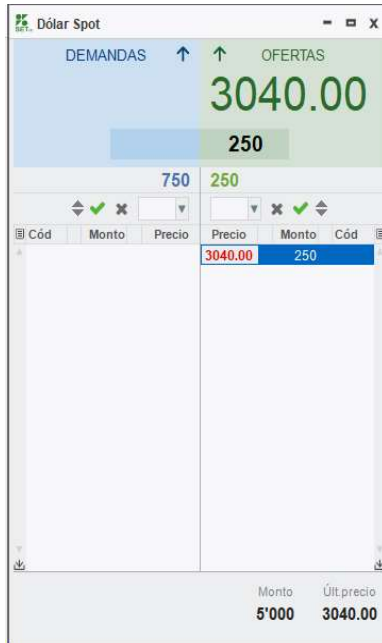 SET Dólar Spot
DEMANDAS OFERTAS
3040.00
250
750 250
Cód Monto Precio Precio Monto Cód
3040.00 250
Monto Últ.precio
5'000 3040.00